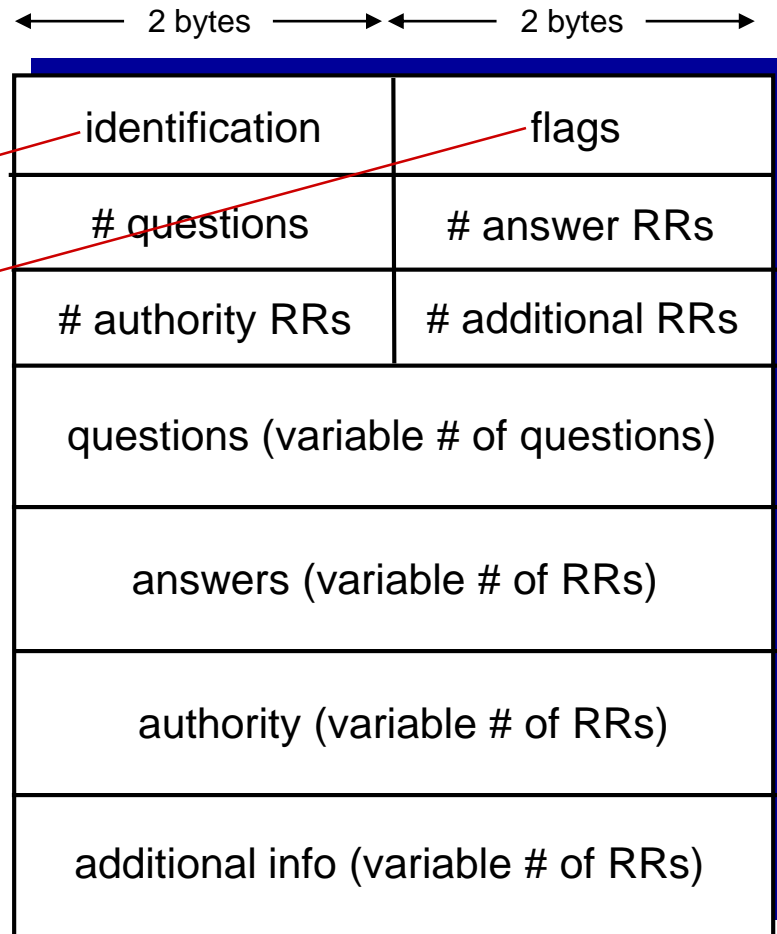 2 bytes 2 bytes
identification flags
# questions # answer RRs
# authority RRs # additional RRs
questions (variable # of questions)
answers (variable # of RRs)
authority (variable # of RRs)
additional info (variable # of RRs)